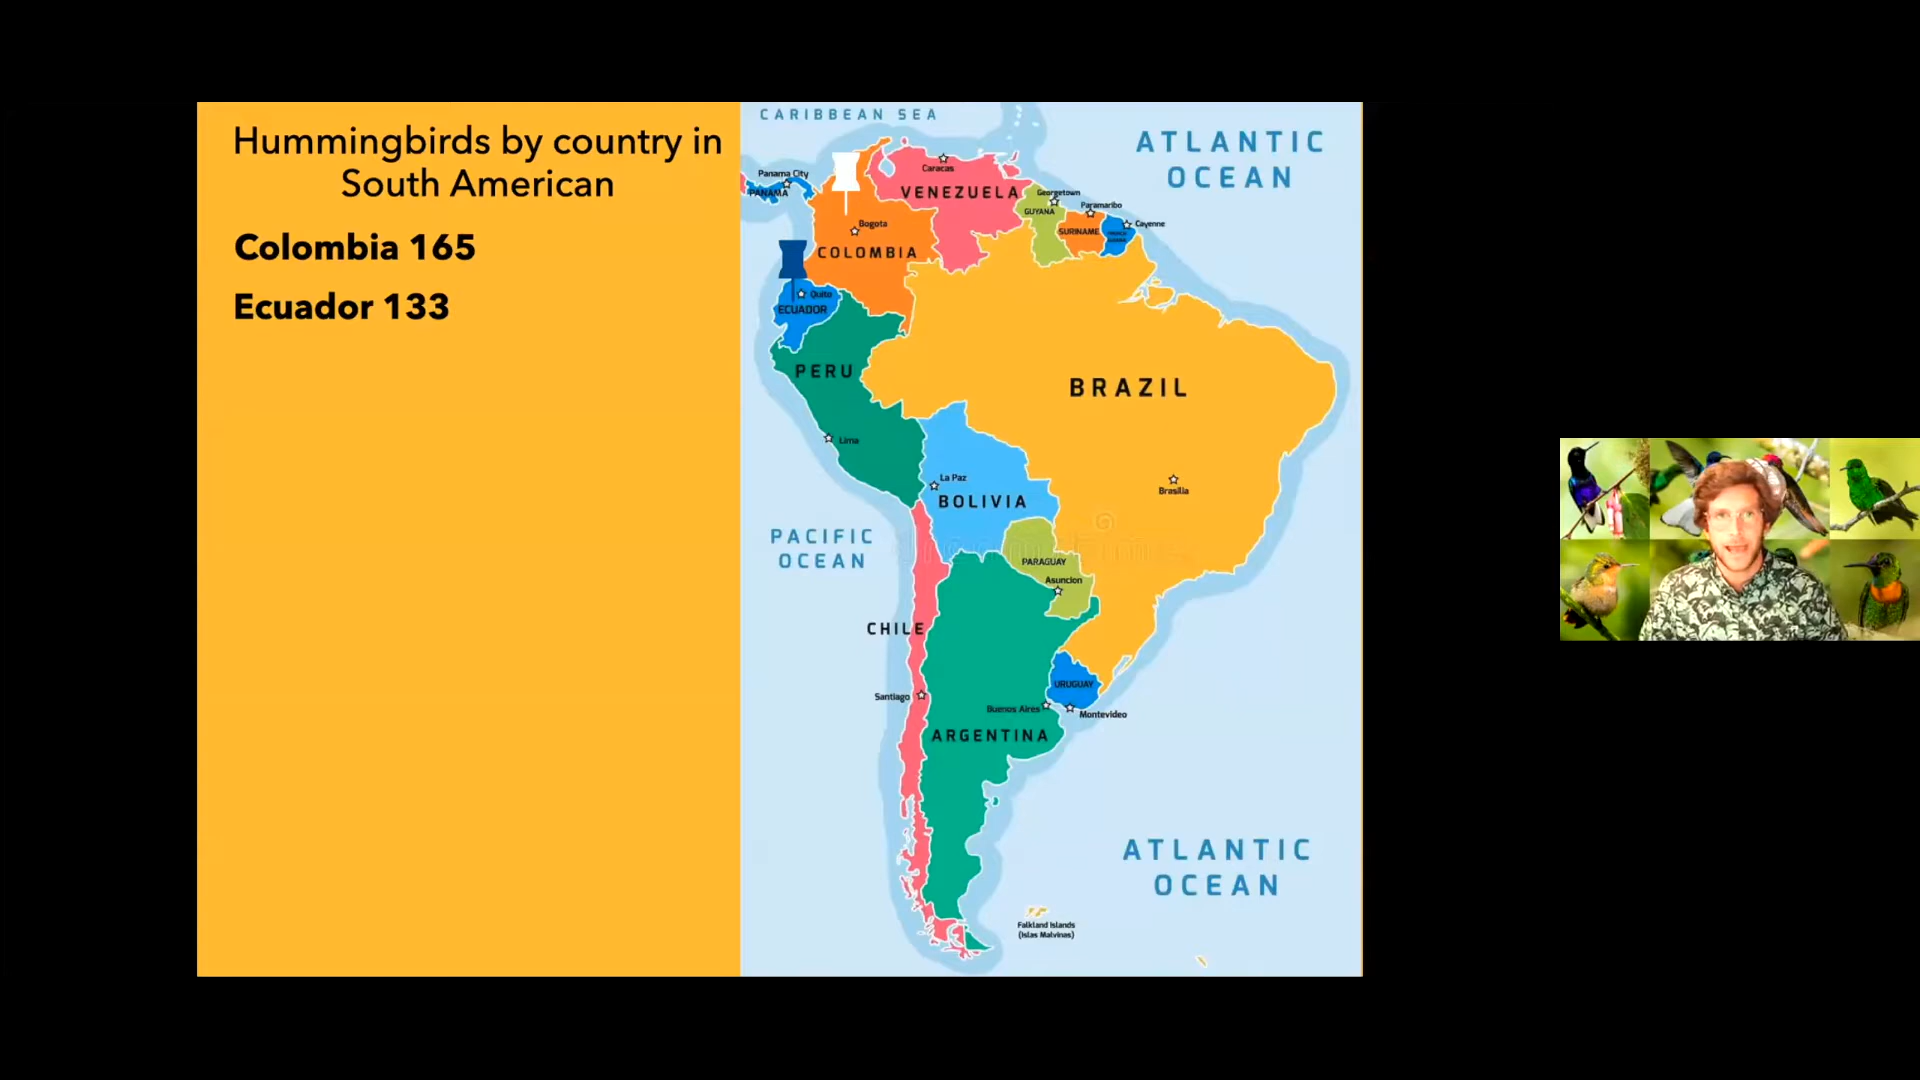 Hummingbirds by country in
South American
Colombia 165
Ecuador 133
CARIBBEAN SEA
ATLANTIC
OCEAN
Panama City
PANAMA
Caracas
VENEZUELA
Georgetown
GUYANA
Paramaribo
SURINAME
Cayenne
Bogota
COLOMBIA
Quito
ECUADOR
PERU
BRAZIL
Lima
La Paz
BOLIVIA
Brasilia
PACIFIC
OCEAN
PARAGUAY
Asuncion
CHILE
Santiago
URUGUAY
Buenos Aires
Montevideo
ARGENTINA
ATLANTIC
OCEAN
Falkland Islands
(Islas Malvinas)